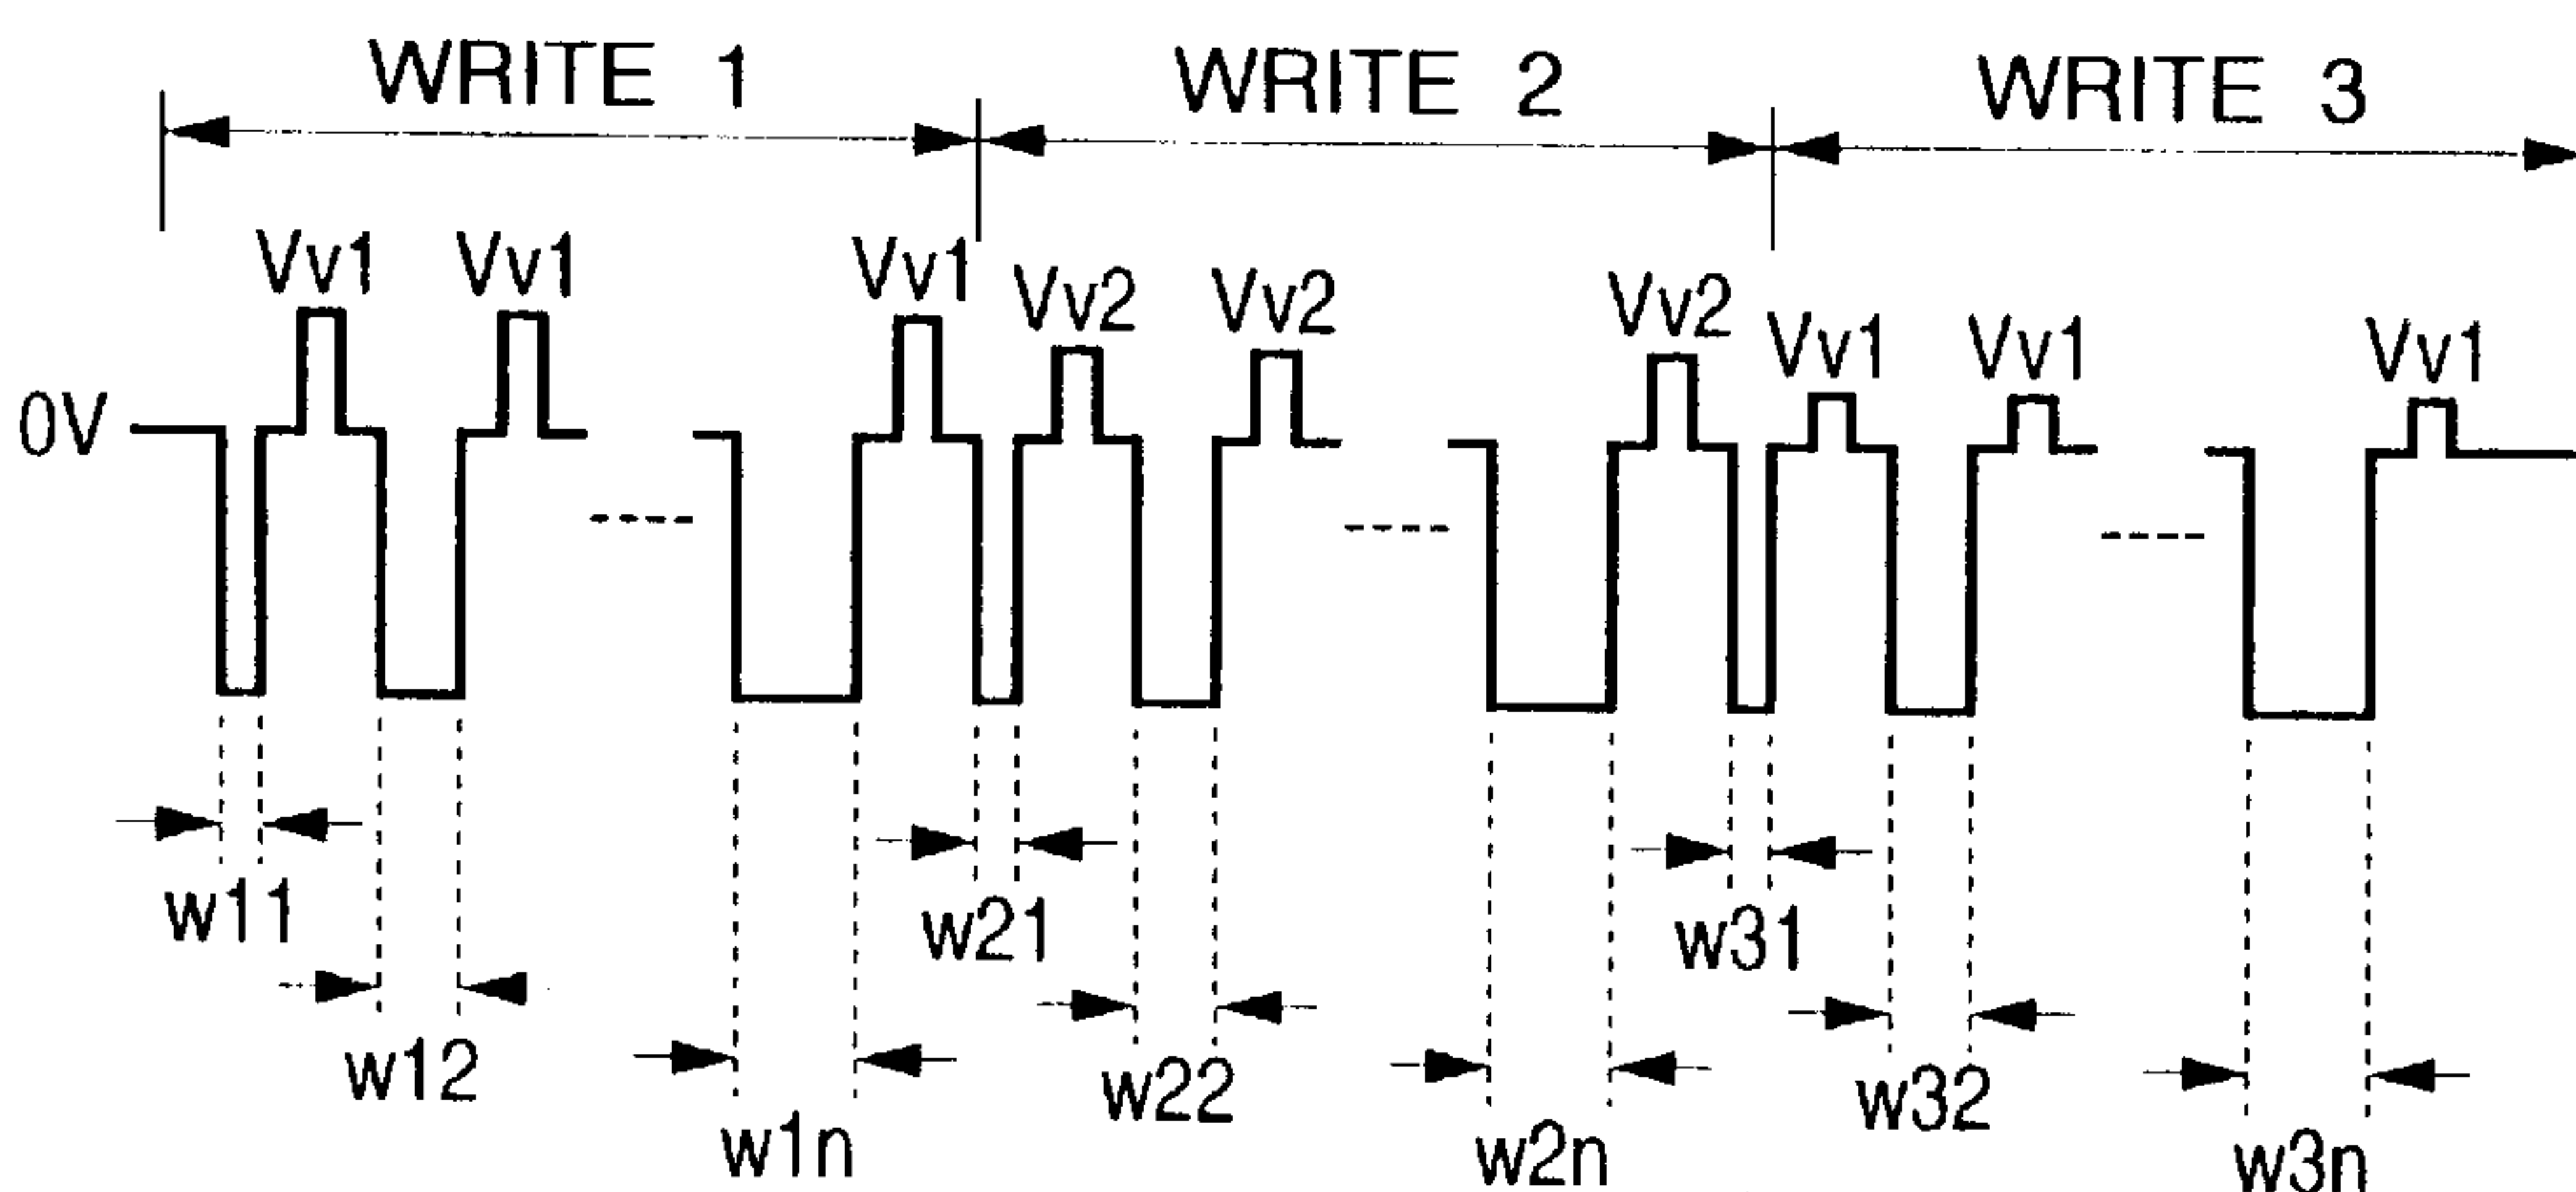 WRITE 1 WRITE 2 WRITE 3
Vv1 Vv1 Vv1 Vv2 Vv2 Vv2 Vv1 Vv1 Vv1
0V
w11 w21 w31
w12 w22 w32
w1n w2n w3n